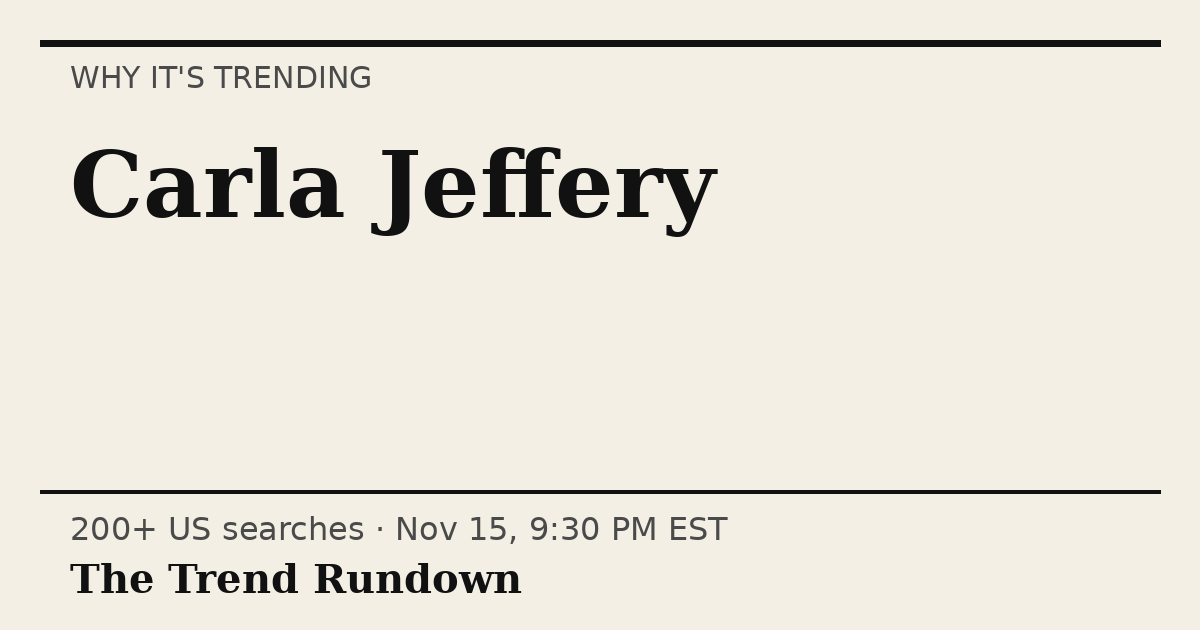 WHY IT'S TRENDING
Carla Jeffery
200+ US searches · Nov 15, 9:30 PM EST
The Trend Rundown